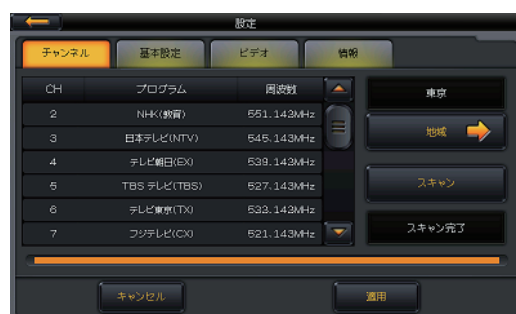 設定
チャンネル 基本設定 ビデオ 情報
CH プログラム 周波数
東京
2 NHK(教育) 551.143MHz
3 日本テレビ(NTV) 545.143MHz
地域
4 テレビ朝日(EX) 539.143MHz
5 TBS テレビ(TBS) 527.143MHz
スキャン
6 テレビ東京(TX) 533.143MHz
7 フジテレビ(CX) 521.143MHz
スキャン完了
キャンセル 適用